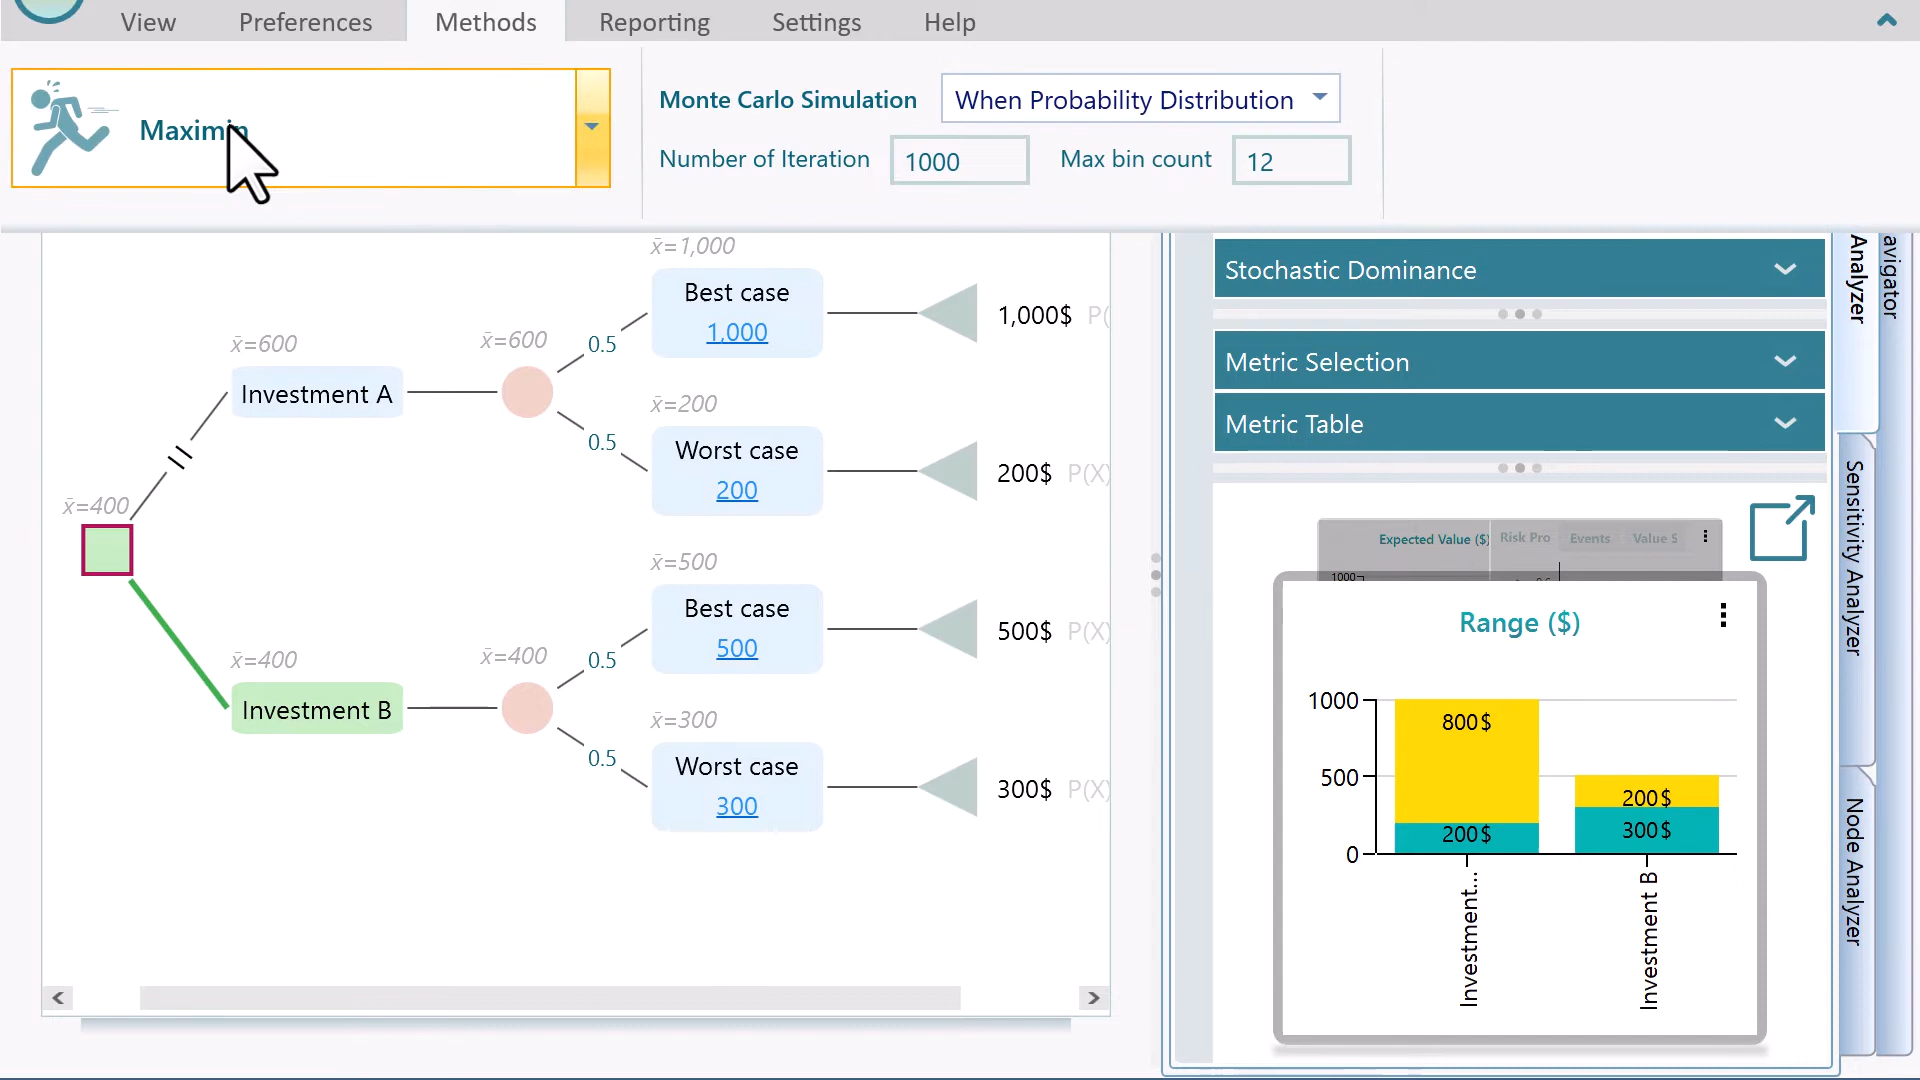 View Preferences Methods Reporting Settings Help
Maximin
Monte Carlo Simulation When Probability Distribution
Number of Iteration 1000 Max bin count 12
x̄=1,000
Best case
1,000
1,000$ P(
x̄=600
Investment A
x̄=600
0.5
0.5
x̄=200
Worst case
200
200$ P(X)
x̄=400
x̄=500
Best case
500
500$ P(X)
x̄=400
Investment B
x̄=400
0.5
0.5
x̄=300
Worst case
300
300$ P(X)
Stochastic Dominance
Metric Selection
Metric Table
Expected Value ($) Risk Pro Events Value S
1000
Range ($)
1000
500
0
800$
200$
200$
300$
Investment...
Investment B
Analyzer
avigator
Sensitivity Analyzer
Node Analyzer